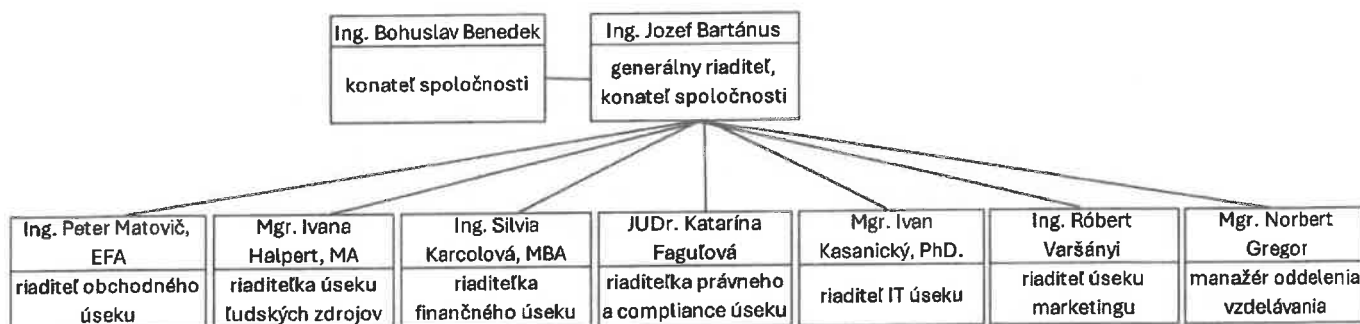 Ing. Bohuslav Benedek
konateľ spoločnosti
Ing. Jozef Bartánus
generálny riaditeľ,
konateľ spoločnosti
Ing. Peter Matovič,
EFA
riaditeľ obchodného
úseku
Mgr. Ivana
Halpert, MA
riaditeľka úseku
ľudských zdrojov
Ing. Silvia
Karcolová, MBA
riaditeľka
finančného úseku
JUDr. Katarína
Faguľová
riaditeľka právneho
a compliance úseku
Mgr. Ivan
Kasanický, PhD.
riaditeľ IT úseku
Ing. Róbert
Varšányi
riaditeľ úseku
marketingu
Mgr. Norbert
Gregor
manažér oddelenia
vzdelávania